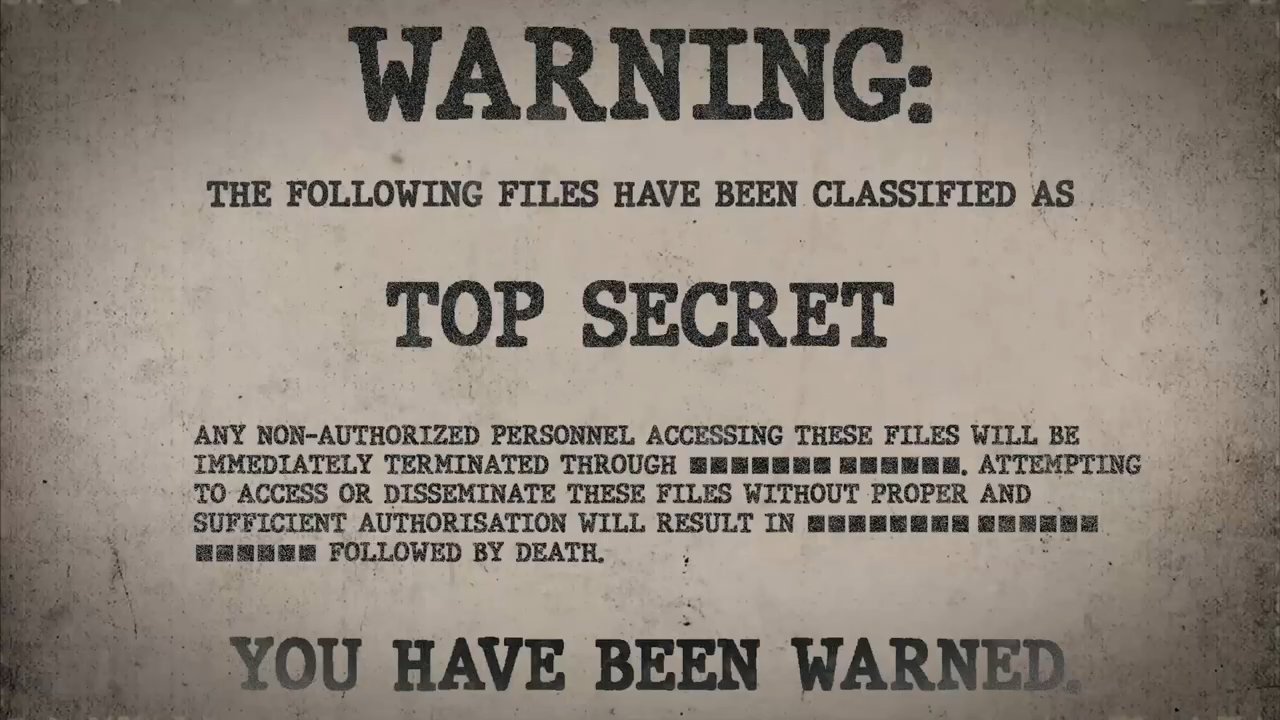 WARNING:
THE FOLLOWING FILES HAVE BEEN CLASSIFIED AS
TOP SECRET
ANY NON-AUTHORIZED PERSONNEL ACCESSING THESE FILES WILL BE
IMMEDIATELY TERMINATED THROUGH ■■■■■■■ ■■■■■■. ATTEMPTING
TO ACCESS OR DISSEMINATE THESE FILES WITHOUT PROPER AND
SUFFICIENT AUTHORISATION WILL RESULT IN ■■■■■■■■ ■■■■■■
■■■■■■ FOLLOWED BY DEATH.
YOU HAVE BEEN WARNED.